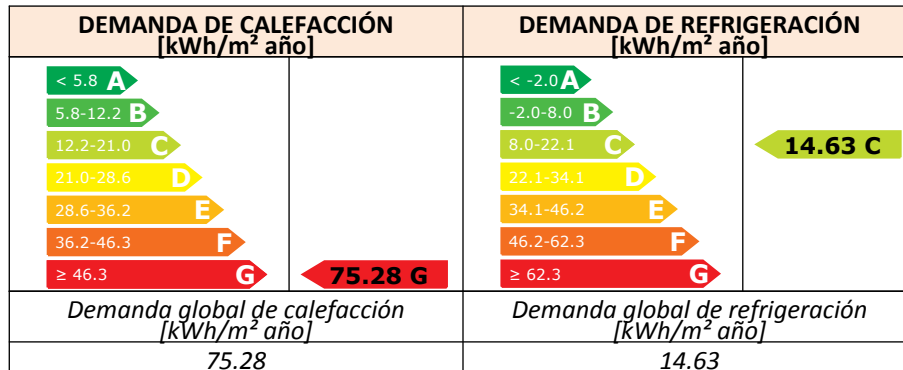 DEMANDA DE CALEFACCIÓN
[kWh/m² año]
DEMANDA DE REFRIGERACIÓN
[kWh/m² año]
< 5.8 A
5.8-12.2 B
12.2-21.0 C
21.0-28.6 D
28.6-36.2 E
36.2-46.3 F
≥ 46.3 G
75.28 G
< -2.0 A
-2.0-8.0 B
8.0-22.1 C
22.1-34.1 D
34.1-46.2 E
46.2-62.3 F
≥ 62.3 G
14.63 C
Demanda global de calefacción
[kWh/m² año]
Demanda global de refrigeración
[kWh/m² año]
75.28
14.63